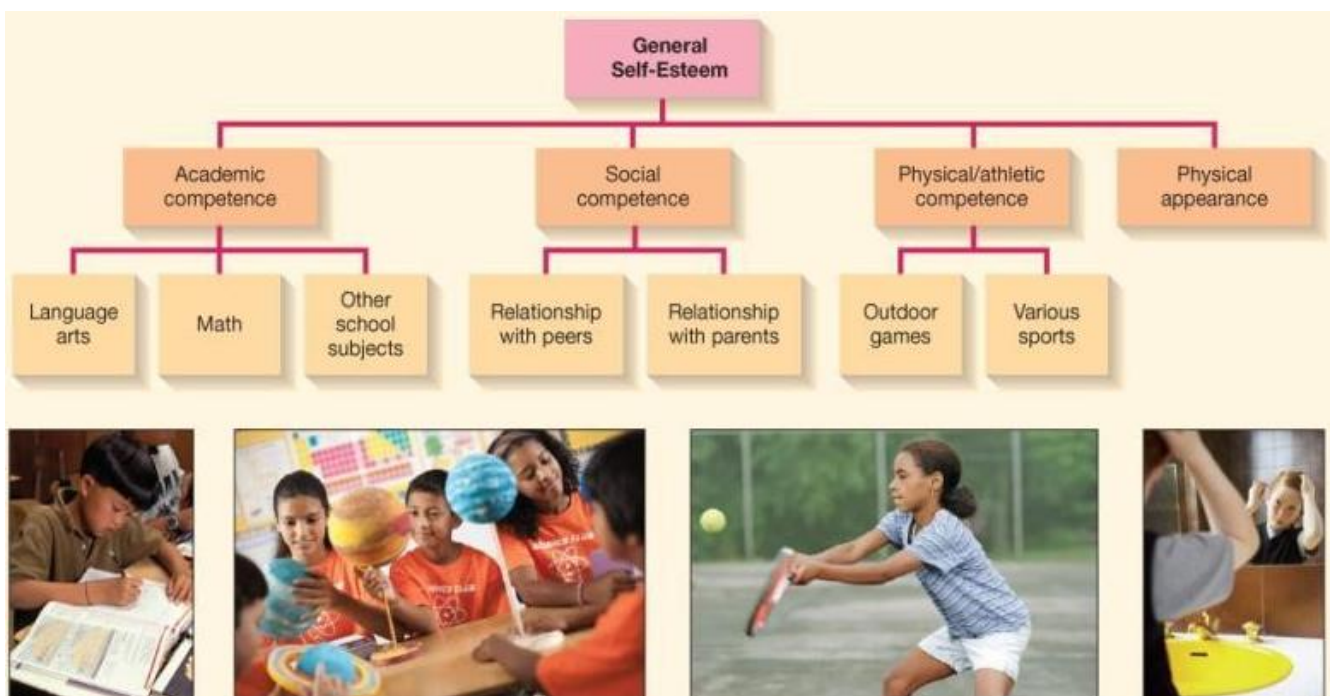 General
Self-Esteem
Academic
competence
Social
competence
Physical/athletic
competence
Physical
appearance
Language
arts
Math
Other
school
subjects
Relationship
with peers
Relationship
with parents
Outdoor
games
Various
sports